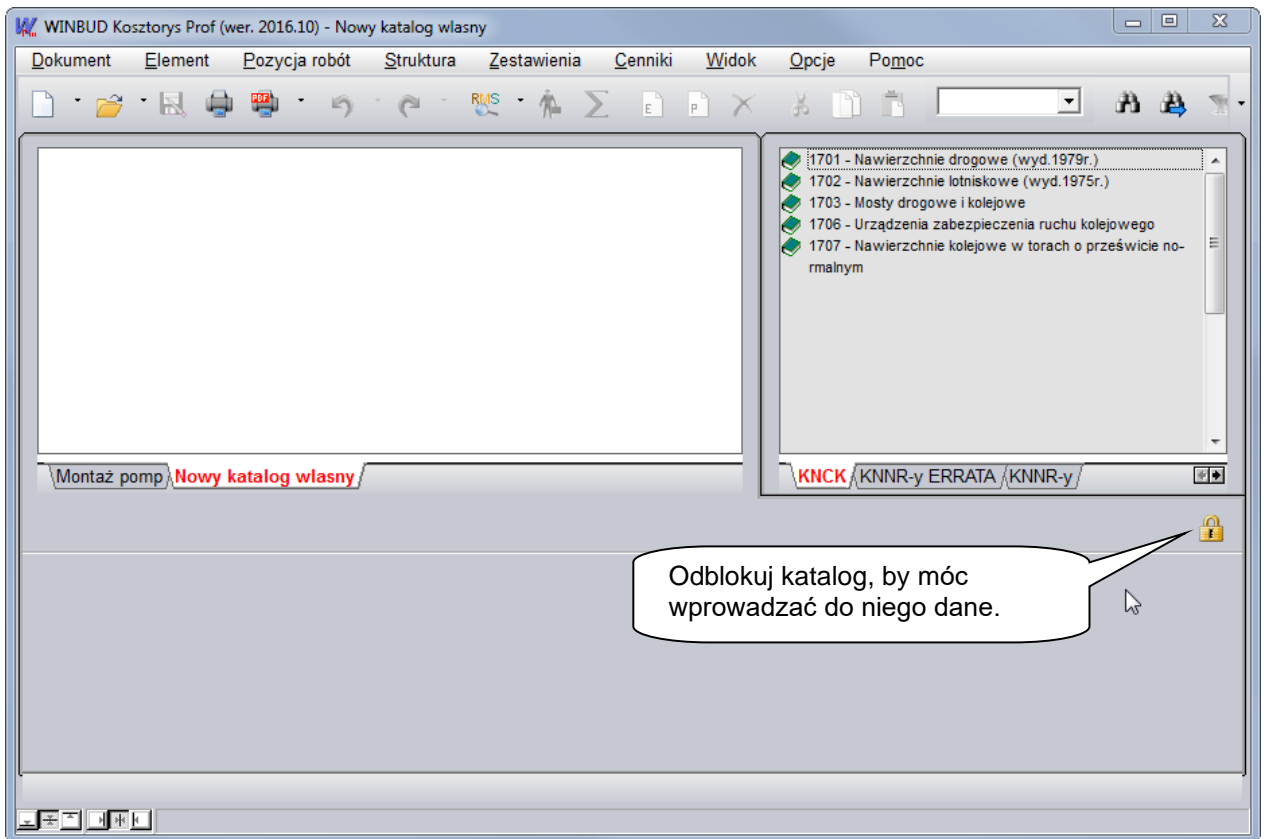 WINBUD Kosztorys Prof (wer. 2016.10) - Nowy katalog wlasny
Dokument Element Pozycja robót Struktura Zestawienia Cenniki Widok Opcje Pomoc
PDF RMS E P
1701 - Nawierzchnie drogowe (wyd.1979r.)
1702 - Nawierzchnie lotniskowe (wyd.1975r.)
1703 - Mosty drogowe i kolejowe
1706 - Urządzenia zabezpieczenia ruchu kolejowego
1707 - Nawierzchnie kolejowe w torach o prześwicie no-
rmalnym
Montaż pomp Nowy katalog wlasny
KNCK KNNR-y ERRATA KNNR-y
Odblokuj katalog, by móc
wprowadzać do niego dane.